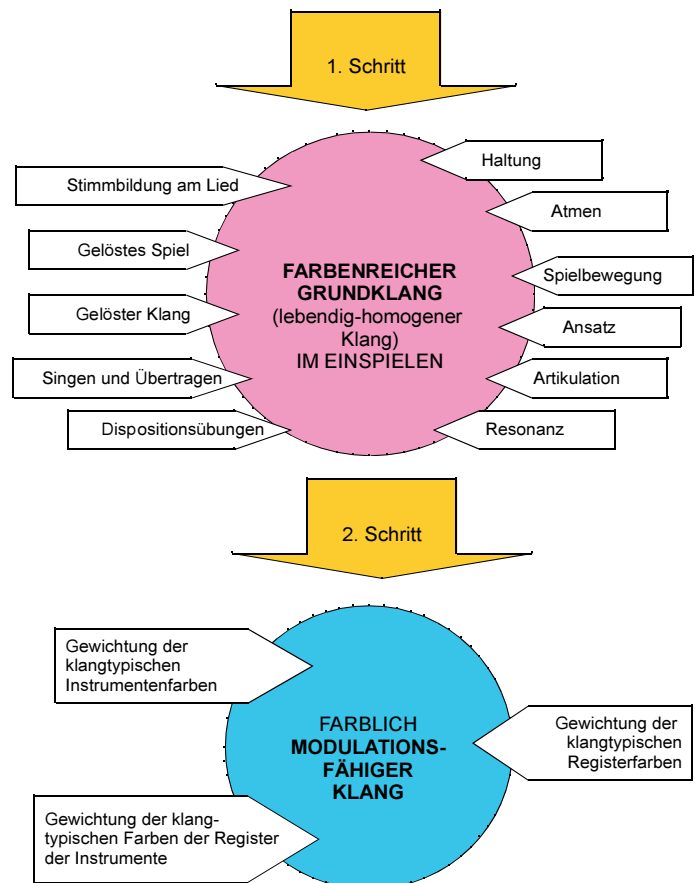 1. Schritt
Stimmbildung am Lied
Gelöstes Spiel
Gelöster Klang
Singen und Übertragen
Dispositionsübungen
FARBENREICHER
GRUNDKLANG
(lebendig-homogener
Klang)
IM EINSPIELEN
Haltung
Atmen
Spielbewegung
Ansatz
Artikulation
Resonanz
2. Schritt
Gewichtung der
klangtypischen
Instrumentenfarben
FARBLICH
MODULATIONS-
FÄHIGER
KLANG
Gewichtung der
klangtypischen
Registerfarben
Gewichtung der klang-
typischen Farben der Register
der Instrumente